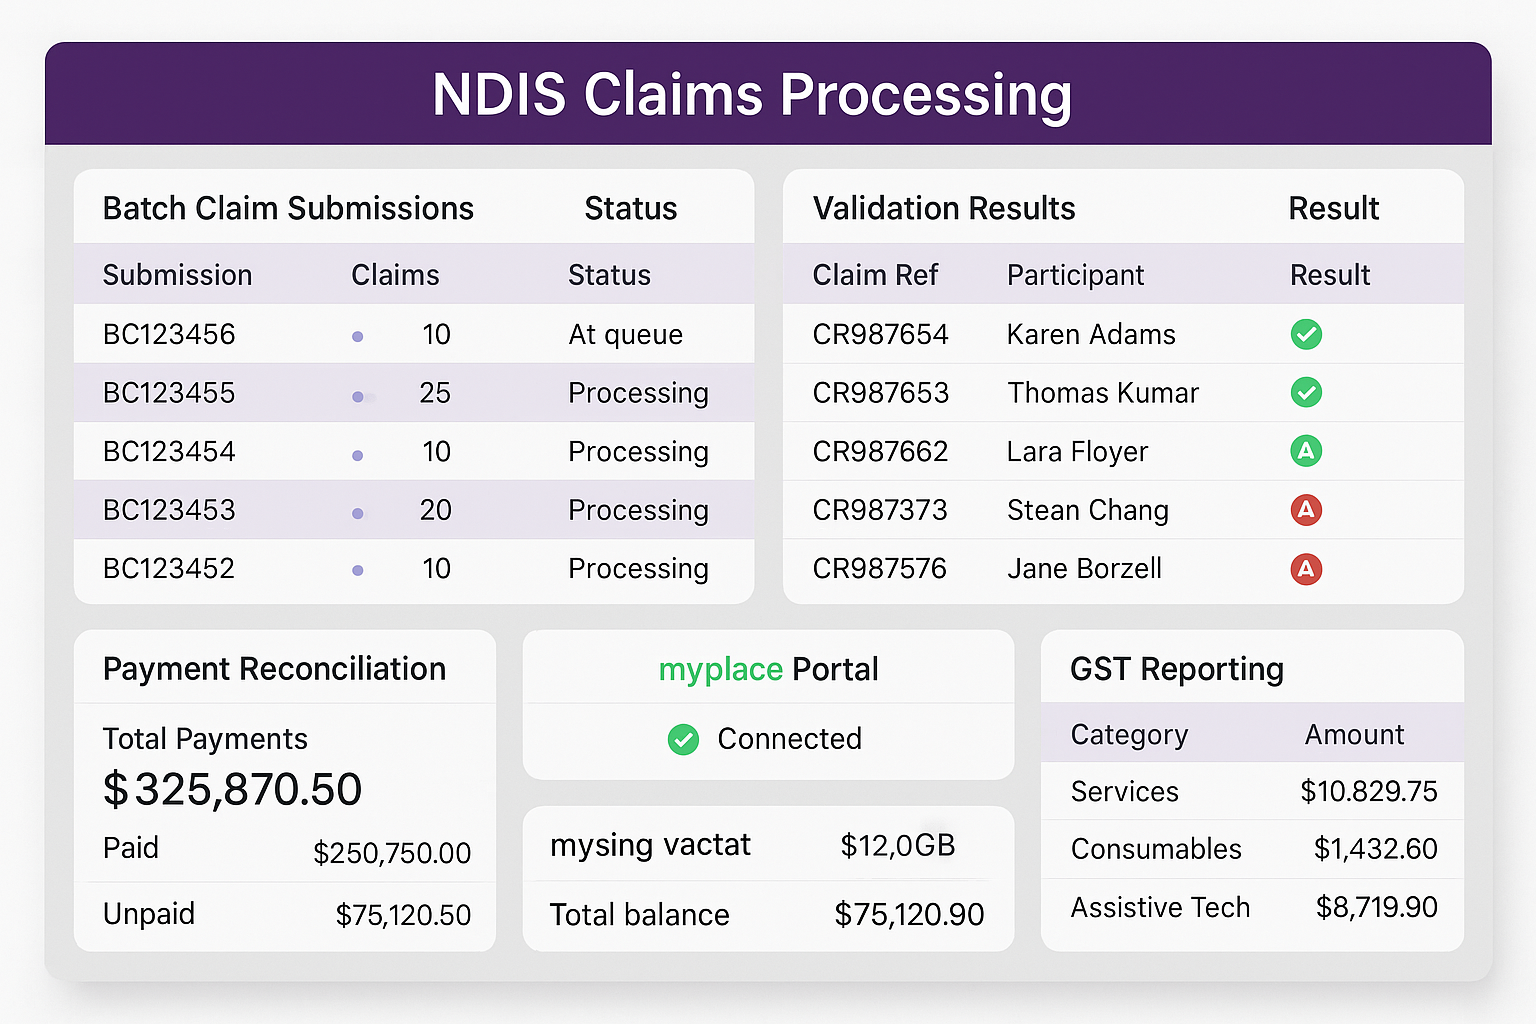 NDIS Claims Processing
Batch Claim Submissions Status
Submission Claims Status
BC123456 10 At queue
BC123455 25 Processing
BC123454 10 Processing
BC123453 20 Processing
BC123452 10 Processing
Validation Results Result
Claim Ref Participant Result
CR987654 Karen Adams
CR987653 Thomas Kumar
CR987662 Lara Floyer A
CR987373 Stean Chang A
CR987576 Jane Borzell A
Payment Reconciliation
Total Payments
$325,870.50
Paid $250,750.00
Unpaid $75,120.50
myplace Portal
Connected
mysing vactat $12,0GB
Total balance $75,120.90
GST Reporting
Category Amount
Services $10.829.75
Consumables $1,432.60
Assistive Tech $8,719.90